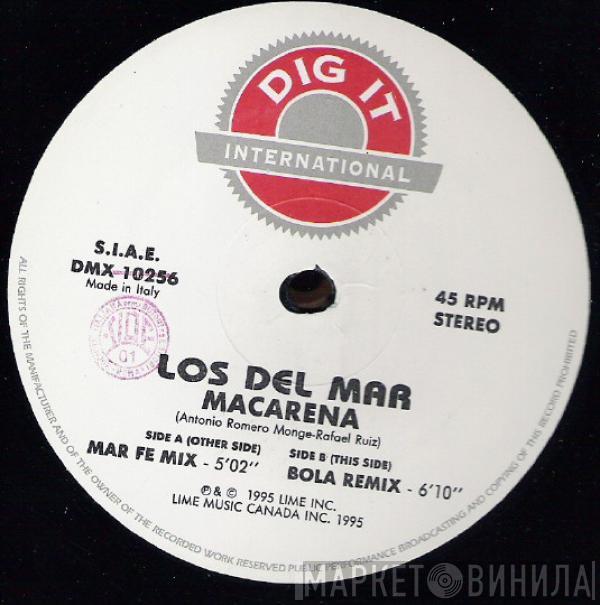 DIG IT
INTERNATIONAL
S.I.A.E.
DMX 10256
Made in Italy
45 RPM
STEREO
LOS DEL MAR
MACARENA
(Antonio Romero Monge-Rafael Ruiz)
SIDE A (OTHER SIDE)
MAR FE MIX - 5'02''
SIDE B (THIS SIDE)
BOLA REMIX - 6'10''
℗ & © 1995 LIME INC.
LIME MUSIC CANADA INC. 1995
ALL RIGHTS OF THE MANUFACTURER AND OF THE OWNER OF THE RECORDED WORK RESERVED PUBLIC PERFORMANCE BROADCASTING AND COPYING OF THIS RECORD PROHIBITED
01
МАРКЕТ ВИНИЛА